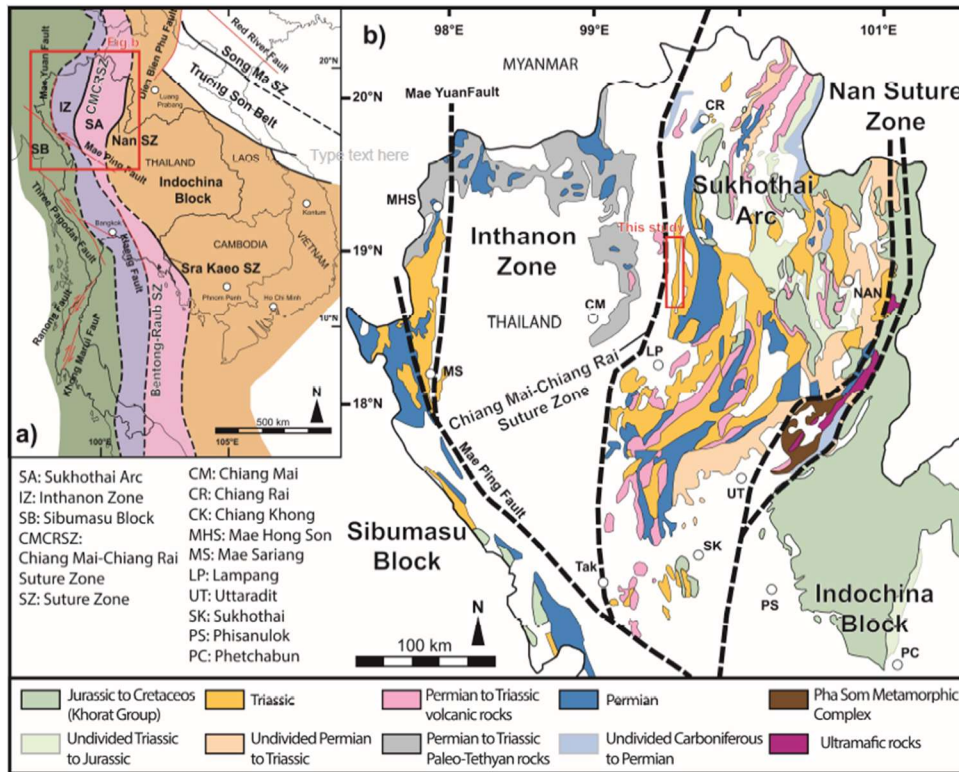 a)
Fig b
Mae Yuan Fault
IZ
CMCRSZ
SA
SB
Dien Bien Phu Fault
Red River Fault
20°N
Song Ma SZ
Truong Son Belt
Luang
Prabang
Nan SZ
Mae Ping Fault
THAILAND
LAOS
Type text here
Indochina
Block
Three Pagodas Fault
Bangkok
Klaeng Fault
Kontum
CAMBODIA
VIETNAM
Sra Kaeo SZ
Phnom Penh
Ho Chi Minh
Ranong Fault
Khlong Marui Fault
Bentong-Raub SZ
10°N
N
500 km
100°E
105°E
SA: Sukhothai Arc
IZ: Inthanon Zone
SB: Sibumasu Block
CMCRSZ:
Chiang Mai-Chiang Rai
Suture Zone
SZ: Suture Zone
CM: Chiang Mai
CR: Chiang Rai
CK: Chiang Khong
MHS: Mae Hong Son
MS: Mae Sariang
LP: Lampang
UT: Uttaradit
SK: Sukhothai
PS: Phisanulok
PC: Phetchabun
b)
98°E
99°E
101°E
MYANMAR
20°N
Mae YuanFault
CR
Nan Suture
Zone
MHS
Sukhothai
Arc
This study
19°N
Inthanon
Zone
NAN
THAILAND
CM
LP
MS
Chiang Mai-Chiang Rai
Suture Zone
18°N
Mae Ping Fault
UT
Sibumasu
Block
SK
Tak
PS
Indochina
Block
PC
N
100 km
Jurassic to Cretaceos
(Khorat Group)
Triassic
Permian to Triassic
volcanic rocks
Permian
Pha Som Metamorphic
Complex
Undivided Triassic
to Jurassic
Undivided Permian
to Triassic
Permian to Triassic
Paleo-Tethyan rocks
Undivided Carboniferous
to Permian
Ultramafic rocks